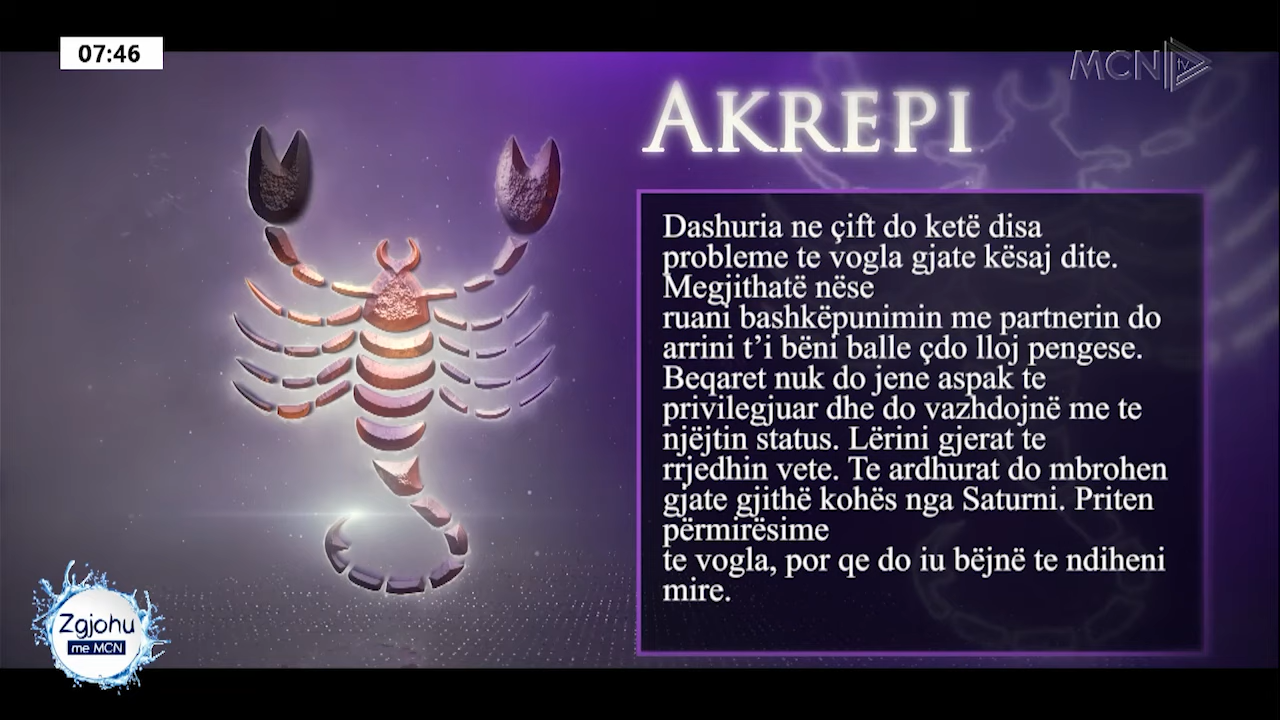 07:46
MCN tv
AKREPI
Dashuria ne çift do ketë disa
probleme te vogla gjate kësaj dite.
Megjithatë nëse
ruani bashkëpunimin me partnerin do
arrini t’i bëni balle çdo lloj pengese.
Beqaret nuk do jene aspak te
privilegjuar dhe do vazhdojnë me te
njëjtin status. Lërini gjerat te
rrjedhin vete. Te ardhurat do mbrohen
gjate gjithë kohës nga Saturni. Priten
përmirësime
te vogla, por qe do iu bëjnë te ndiheni
mire.
Zgjohu
me MCN